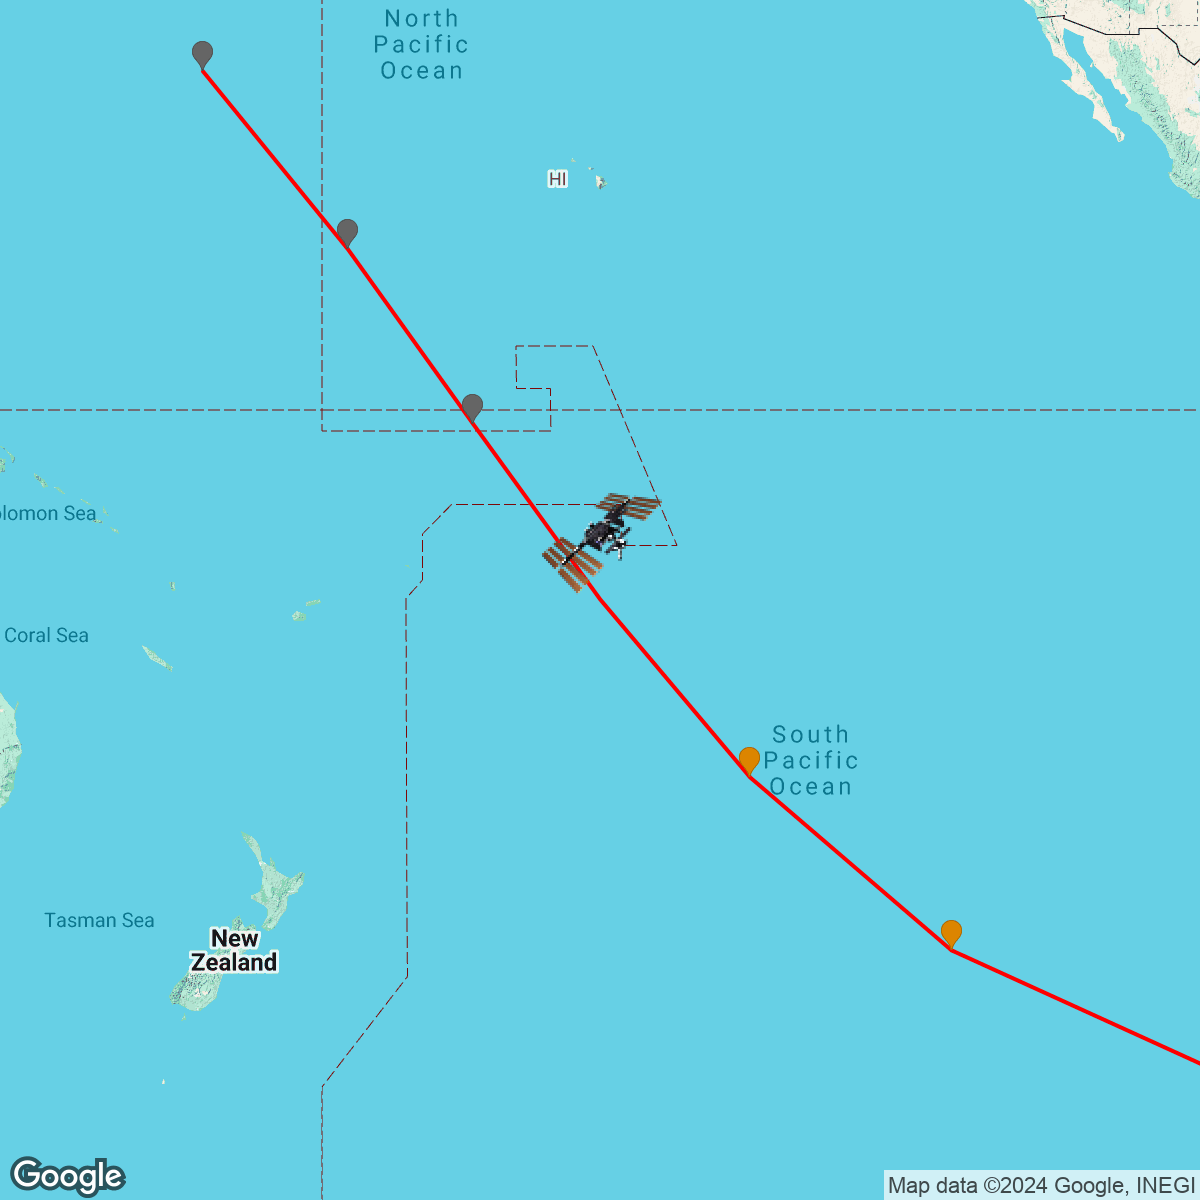 North
Pacific
Ocean
HI
olomon Sea
Coral Sea
South
Pacific
Ocean
Tasman Sea
New
Zealand
Google
Map data ©2024 Google, INEGI